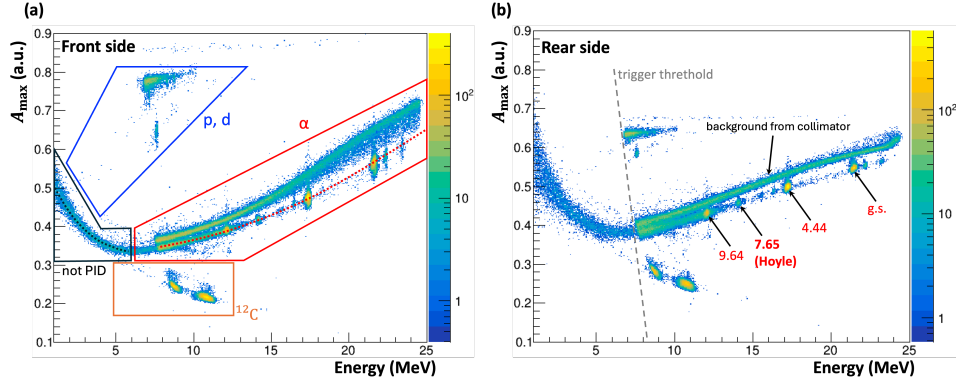 (a)
Front side
A_max (a.u.)
0.9
0.8
0.7
0.6
0.5
0.4
0.3
0.2
0.1
p, d
α
not PID
¹²C
5
10
15
20
25
Energy (MeV)
10²
10
1
(b)
Rear side
A_max (a.u.)
0.9
0.8
0.7
0.6
0.5
0.4
0.3
0.2
0.1
trigger threthold
background from collimator
g.s.
4.44
7.65
(Hoyle)
9.64
5
10
15
20
25
Energy (MeV)
10²
10
1